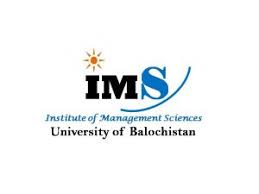 IMS
Institute of Management Sciences
University of Balochistan